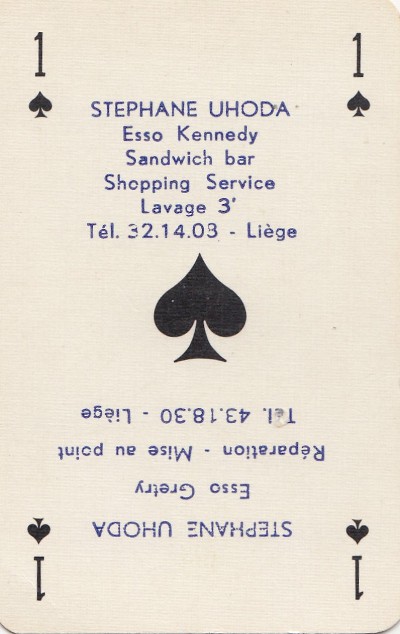 1 1
STEPHANE UHODA
Esso Kennedy
Sandwich bar
Shopping Service
Lavage 3'
Tél. 32.14.03 - Liège
STEPHANE UHODA
Esso Gretry
Réparation - Mise au point
Tél. 43.18.30 - Liège
1 1